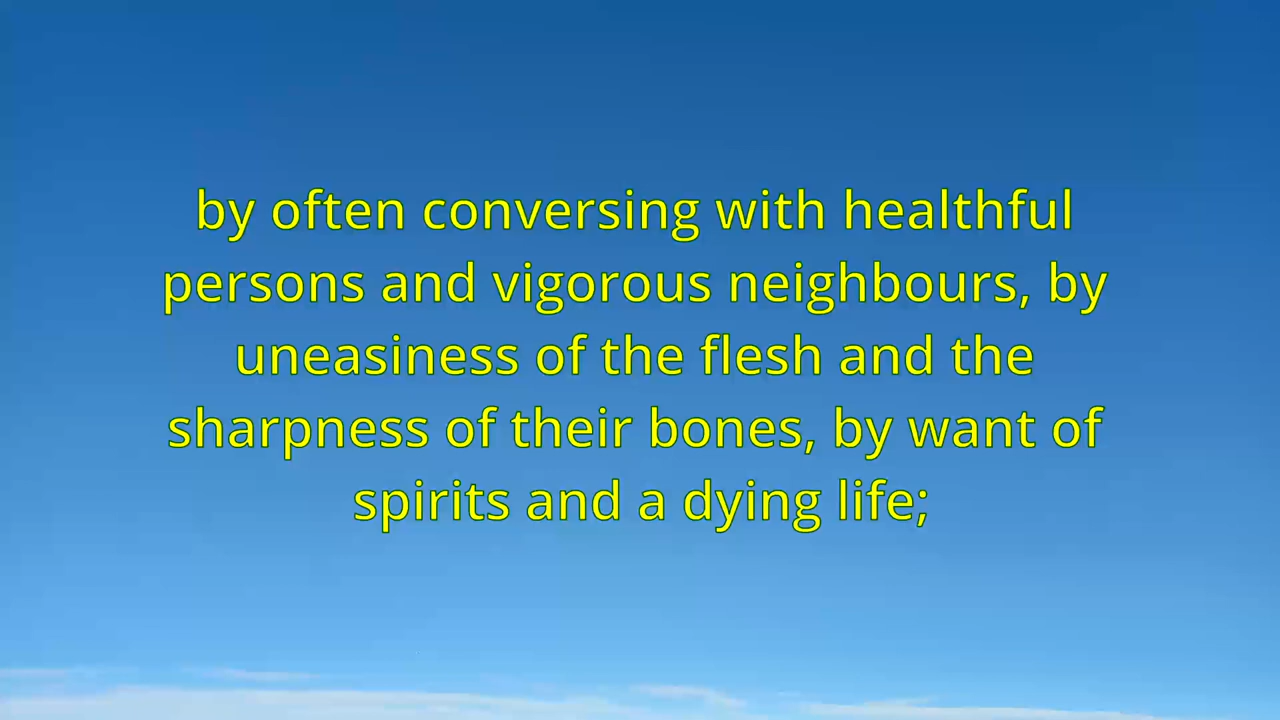 by often conversing with healthful
persons and vigorous neighbours, by
uneasiness of the flesh and the
sharpness of their bones, by want of
spirits and a dying life;